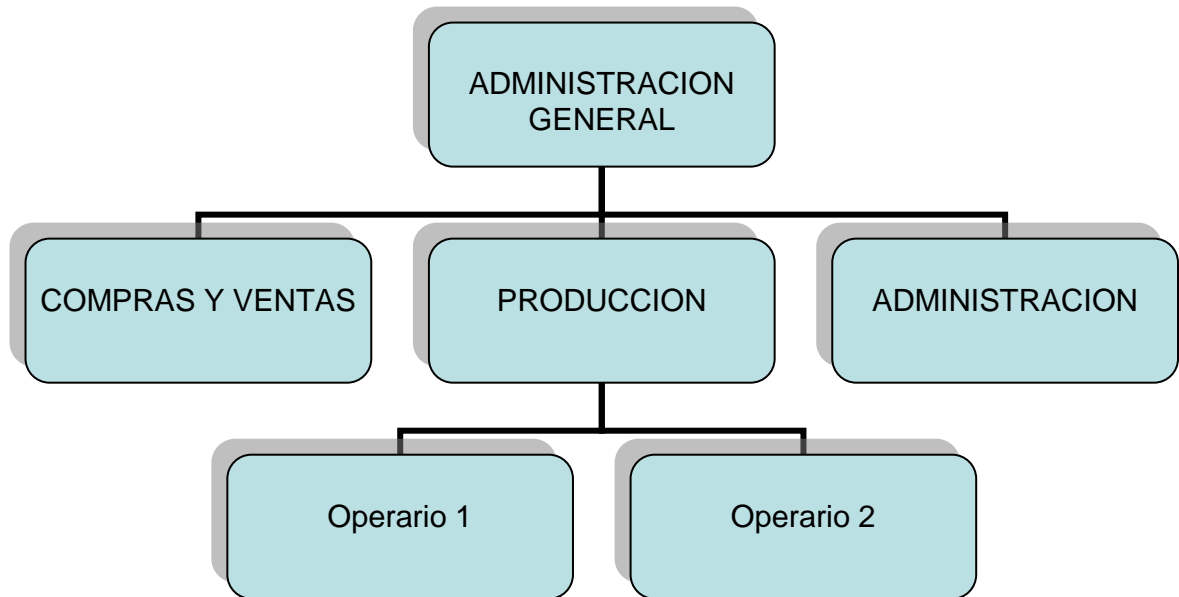 ADMINISTRACION
GENERAL
COMPRAS Y VENTAS
PRODUCCION
ADMINISTRACION
Operario 1
Operario 2